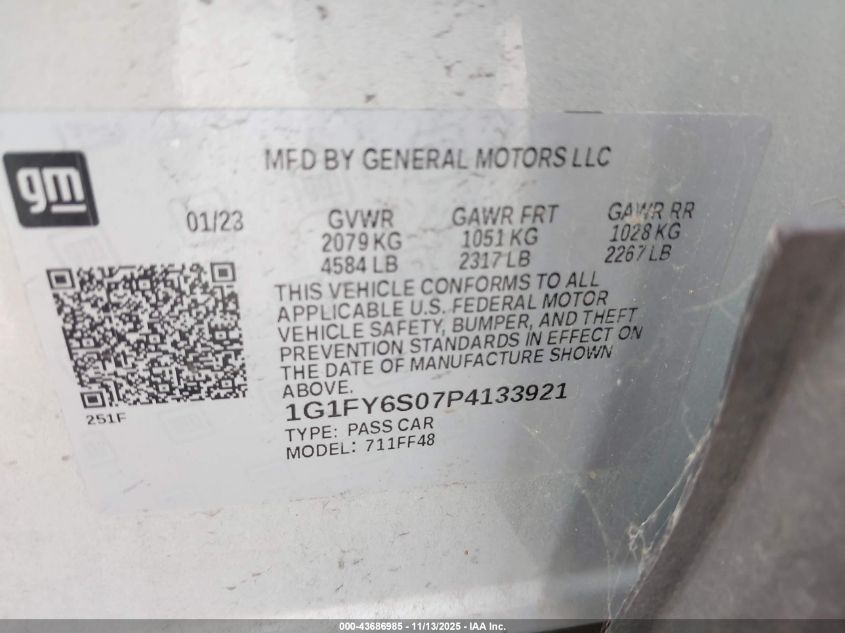 gm
MFD BY GENERAL MOTORS LLC
01/23
GVWR
2079 KG
4584 LB
GAWR FRT
1051 KG
2317 LB
GAWR RR
1028 KG
2267 LB
THIS VEHICLE CONFORMS TO ALL
APPLICABLE U.S. FEDERAL MOTOR
VEHICLE SAFETY, BUMPER, AND THEFT
PREVENTION STANDARDS IN EFFECT ON
THE DATE OF MANUFACTURE SHOWN
ABOVE.
251F
1G1FY6S07P4133921
TYPE: PASS CAR
MODEL: 711FF48
000-43686985 - 11/13/2025 - IAA Inc.